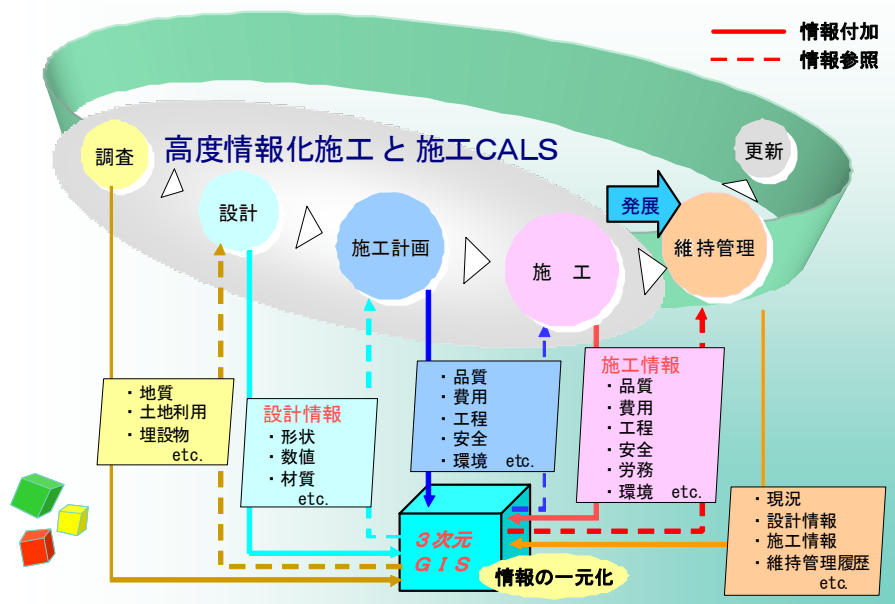 情報付加
情報参照
高度情報化施工と施工CALS
調査
設計
施工計画
施 工
発展
維持管理
更新
・地質
・土地利用
・埋設物
etc.
設計情報
・形状
・数値
・材質
etc.
・品質
・費用
・工程
・安全
・環境 etc.
施工情報
・品質
・費用
・工程
・安全
・労務
・環境 etc.
・現況
・設計情報
・施工情報
・維持管理履歴
etc.
3次元
GIS
情報の一元化